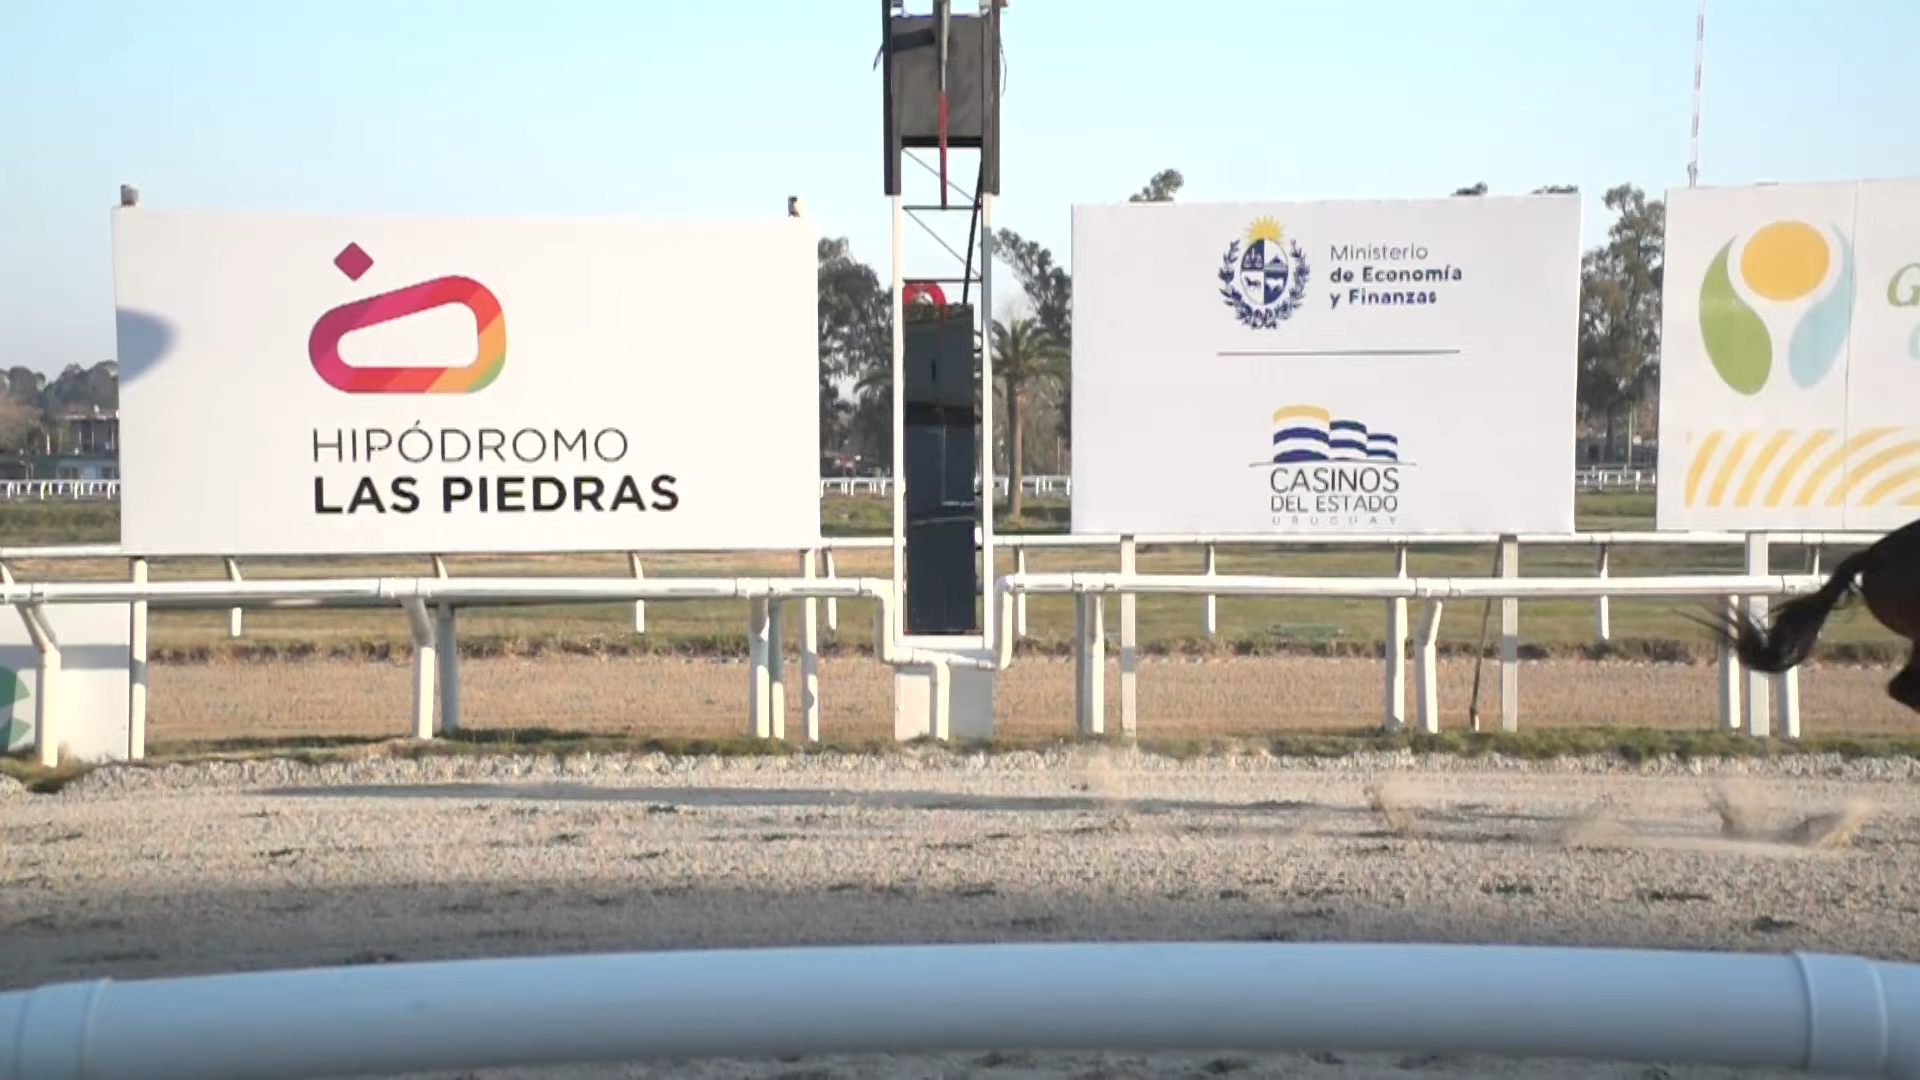 HIPÓDROMO
LAS PIEDRAS
Ministerio
de Economía
y Finanzas
CASINOS
DEL ESTADO
URUGUAY